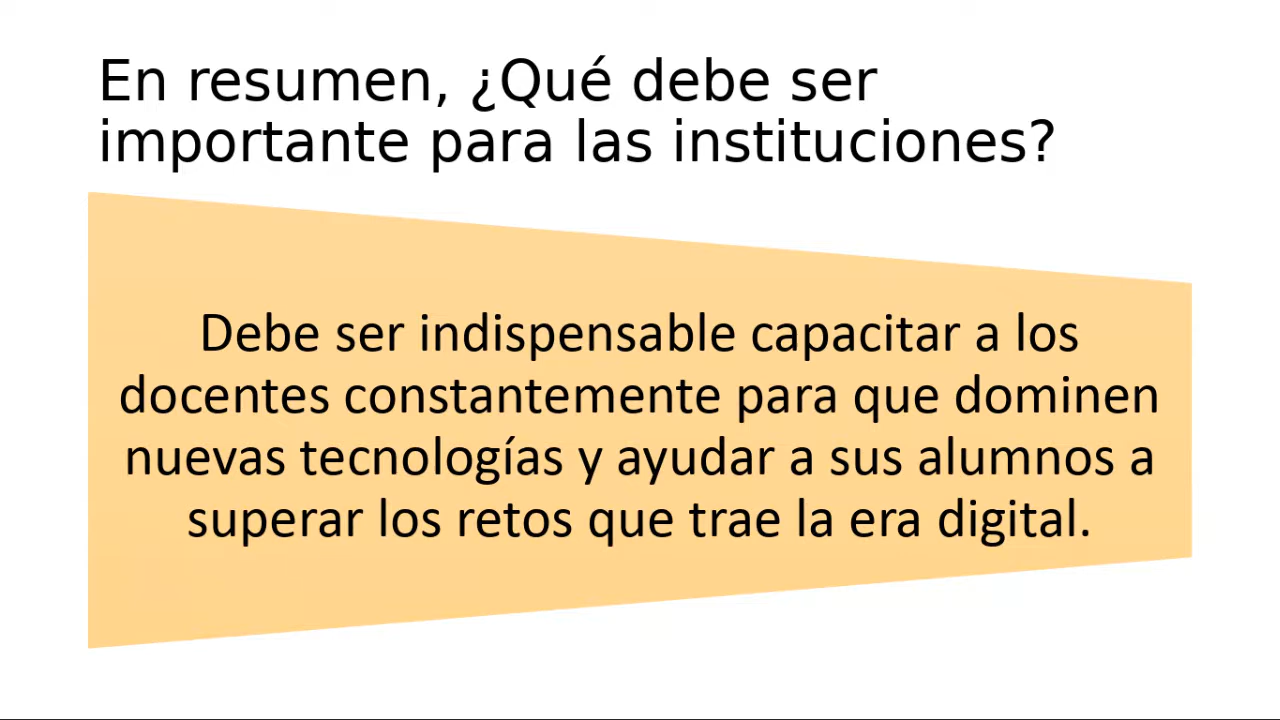 En resumen, ¿Qué debe ser
importante para las instituciones?
Debe ser indispensable capacitar a los
docentes constantemente para que dominen
nuevas tecnologías y ayudar a sus alumnos a
superar los retos que trae la era digital.